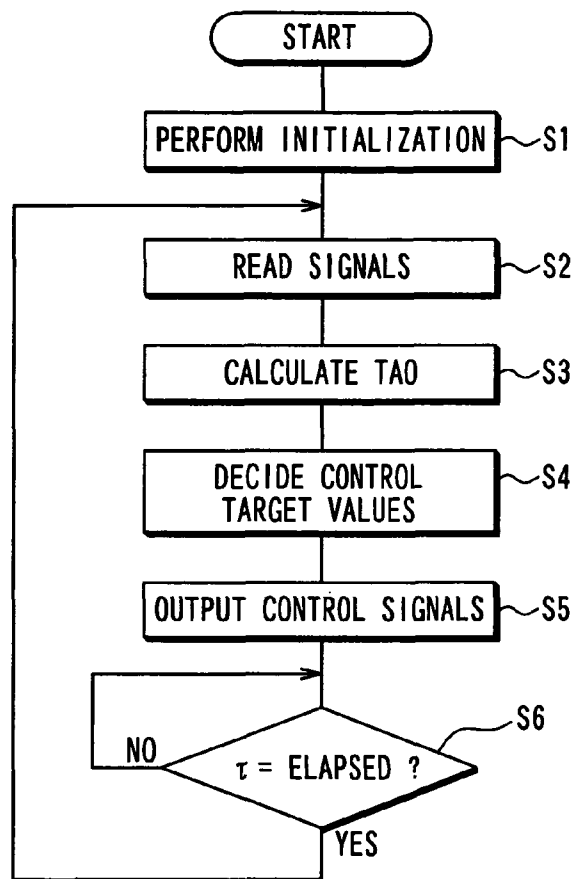 START
PERFORM INITIALIZATION
S1
READ SIGNALS
S2
CALCULATE TAO
S3
DECIDE CONTROL
TARGET VALUES
S4
OUTPUT CONTROL SIGNALS
S5
S6
NO
τ = ELAPSED ?
YES